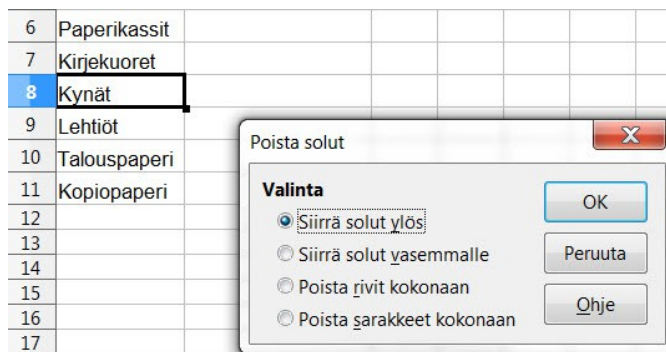 6 Paperikassit
7 Kirjekuoret
8 Kynät
9 Lehtiöt
10 Talouspaperi
11 Kopiopaperi
12
13
14
15
16
17
Poista solut
Valinta
Siirrä solut ylös
Siirrä solut vasemmalle
Poista rivit kokonaan
Poista sarakkeet kokonaan
OK
Peruuta
Ohje